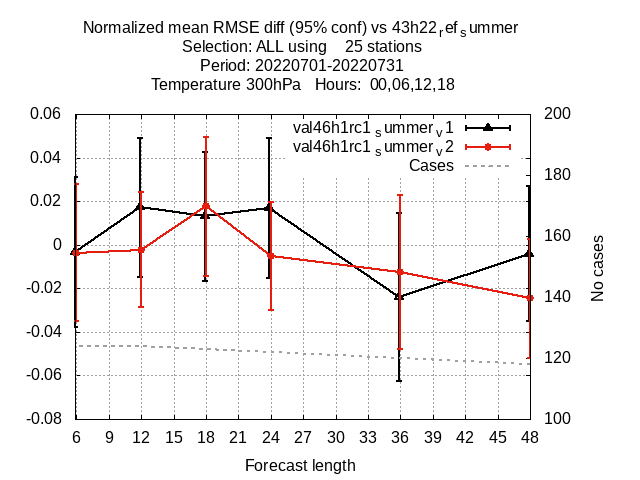 Normalized mean RMSE diff (95% conf) vs 43h22refsummer
Selection: ALL using 25 stations
Period: 20220701-20220731
Temperature 300hPa Hours: 00,06,12,18
val46h1rc1summerv1
val46h1rc1summerv2
Cases
0.06
0.04
0.02
0
-0.02
-0.04
-0.06
-0.08
200
180
160
140
120
100
No cases
6 9 12 15 18 21 24 27 30 33 36 39 42 45 48
Forecast length